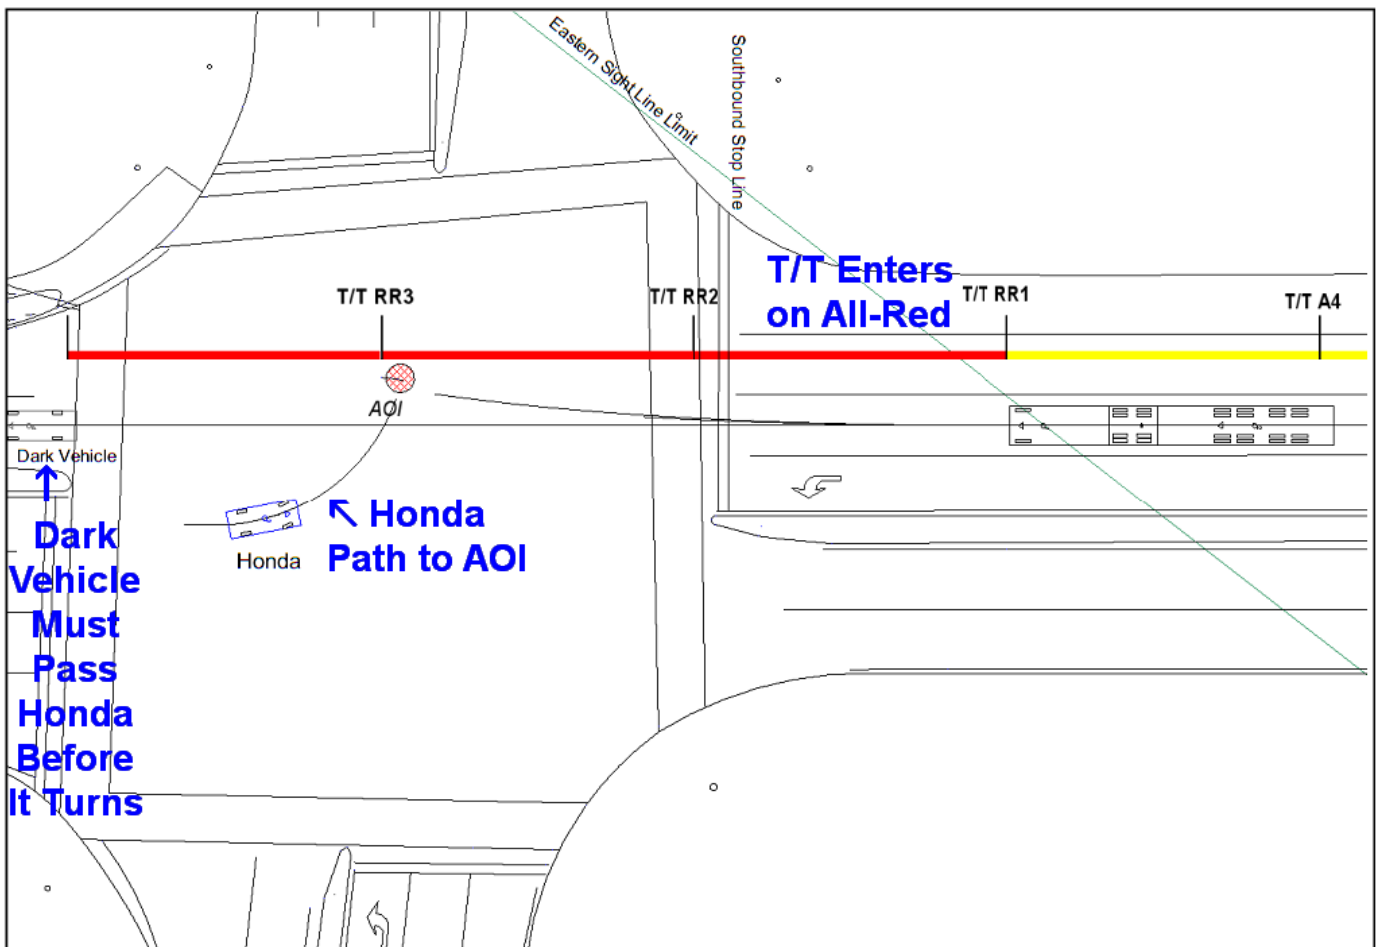 Eastern Sight Line Limit
Southbound Stop Line
T/T Enters
on All-Red
T/T RR3
T/T RR2
T/T RR1
T/T A4
AOI
Dark Vehicle
Honda
Honda
Path to AOI
Dark
Vehicle
Must
Pass
Honda
Before
It Turns